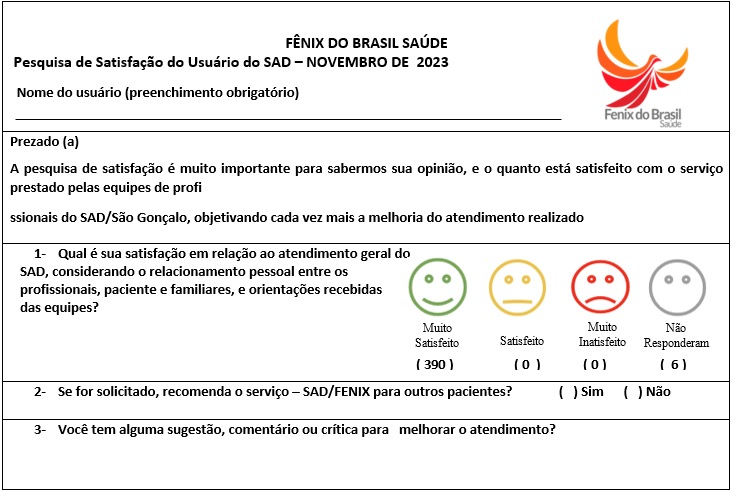 FÊNIX DO BRASIL SAÚDE
Pesquisa de Satisfação do Usuário do SAD – NOVEMBRO DE 2023
Nome do usuário (preenchimento obrigatório)
Fenix do Brasil
Saúde
Prezado (a)
A pesquisa de satisfação é muito importante para sabermos sua opinião, e o quanto está satisfeito com o serviço
prestado pelas equipes de profi
ssionais do SAD/São Gonçalo, objetivando cada vez mais a melhoria do atendimento realizado
1- Qual é sua satisfação em relação ao atendimento geral do
SAD, considerando o relacionamento pessoal entre os
profissionais, paciente e familiares, e orientações recebidas
das equipes?
Muito
Satisfeito
( 390 )
Satisfeito
( 0 )
Muito
Inatisfeito
( 0 )
Não
Responderam
( 6 )
2- Se for solicitado, recomenda o serviço – SAD/FENIX para outros pacientes? ( ) Sim ( ) Não
3- Você tem alguma sugestão, comentário ou crítica para melhorar o atendimento?